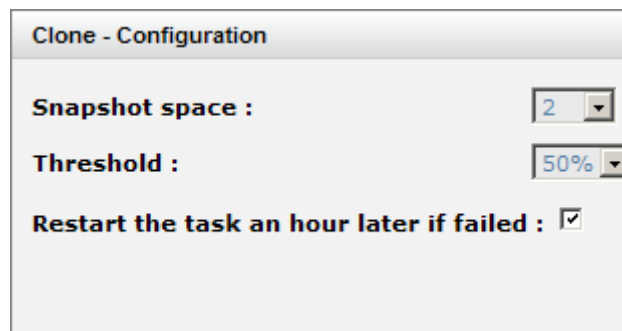 Clone - Configuration
Snapshot space : 2
Threshold : 50%
Restart the task an hour later if failed :